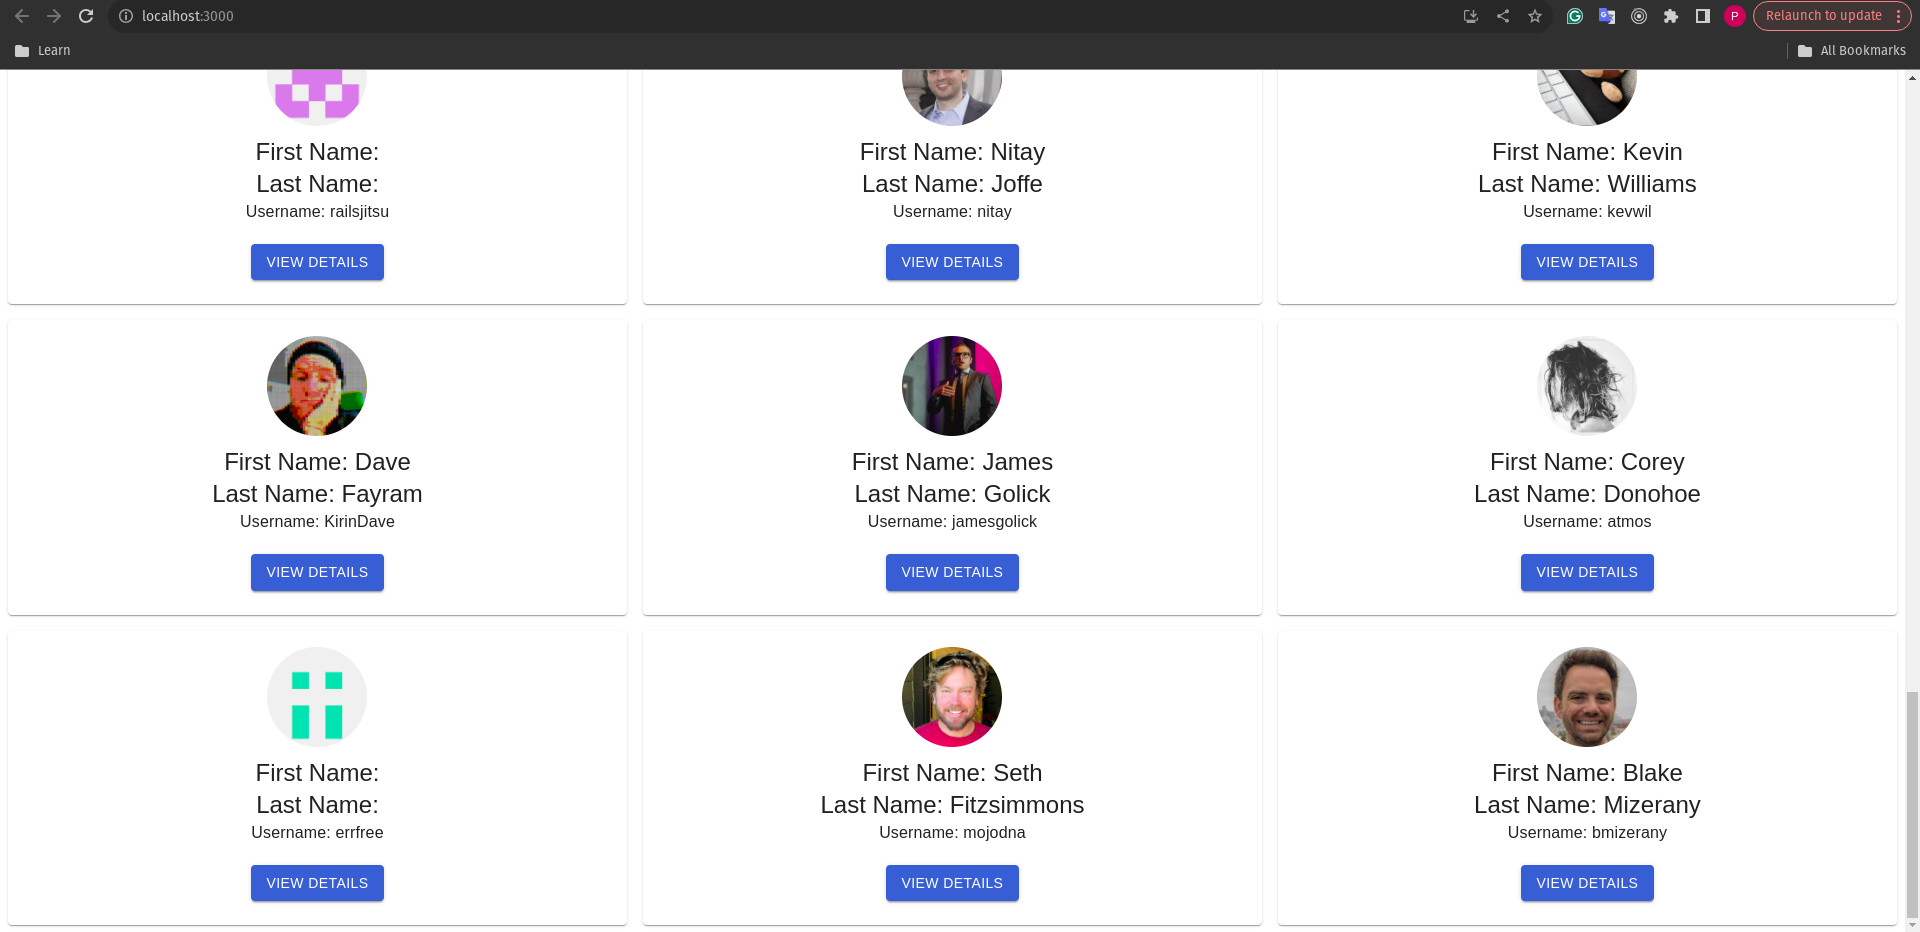 localhost:3000
Relaunch to update
Learn
All Bookmarks
P
First Name:
Last Name:
Username: railsjitsu
VIEW DETAILS
First Name: Nitay
Last Name: Joffe
Username: nitay
VIEW DETAILS
First Name: Kevin
Last Name: Williams
Username: kevwil
VIEW DETAILS
First Name: Dave
Last Name: Fayram
Username: KirinDave
VIEW DETAILS
First Name: James
Last Name: Golick
Username: jamesgolick
VIEW DETAILS
First Name: Corey
Last Name: Donohoe
Username: atmos
VIEW DETAILS
First Name:
Last Name:
Username: errfree
VIEW DETAILS
First Name: Seth
Last Name: Fitzsimmons
Username: mojodna
VIEW DETAILS
First Name: Blake
Last Name: Mizerany
Username: bmizerany
VIEW DETAILS